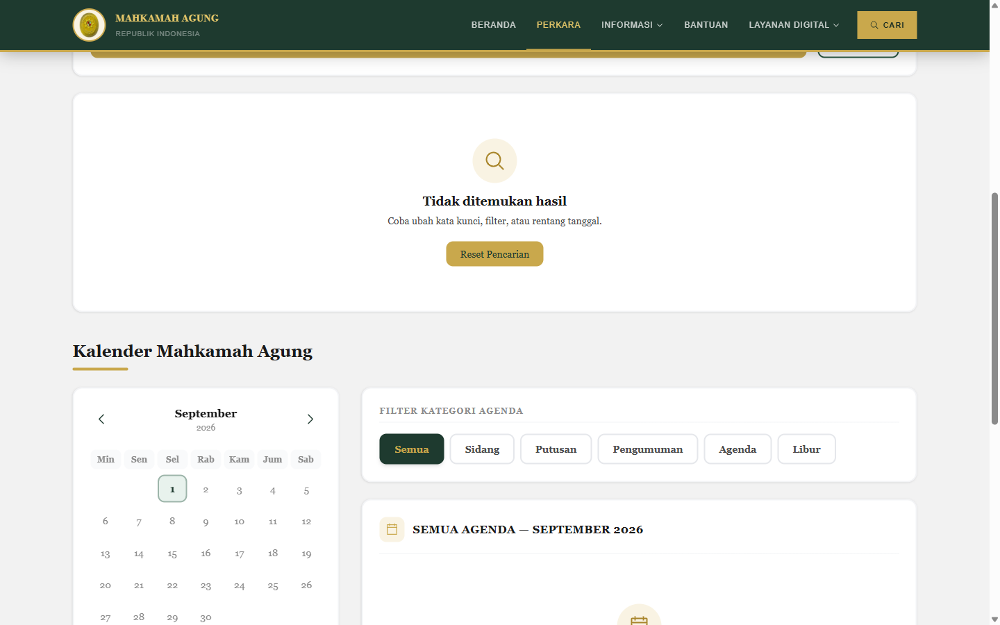 MAHKAMAH AGUNG
REPUBLIK INDONESIA
BERANDA
PERKARA
INFORMASI
BANTUAN
LAYANAN DIGITAL
CARI
Tidak ditemukan hasil
Coba ubah kata kunci, filter, atau rentang tanggal.
Reset Pencarian
Kalender Mahkamah Agung
September
2026
Min Sen Sel Rab Kam Jum Sab
1 2 3 4 5
6 7 8 9 10 11 12
13 14 15 16 17 18 19
20 21 22 23 24 25 26
27 28 29 30
FILTER KATEGORI AGENDA
Semua
Sidang
Putusan
Pengumuman
Agenda
Libur
SEMUA AGENDA — SEPTEMBER 2026